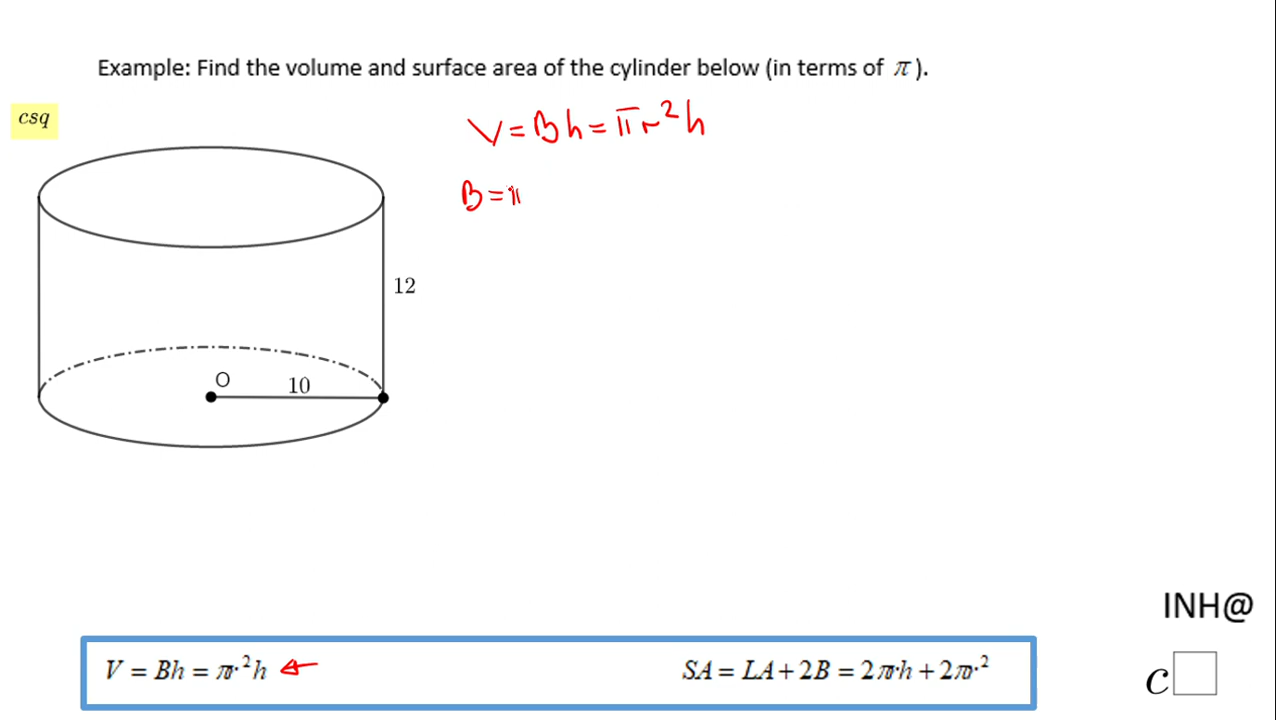 Example: Find the volume and surface area of the cylinder below (in terms of π).
csq
V = Bh = πr²h
B = π
12
O
10
INH@
V = Bh = πr²h
SA = LA + 2B = 2πrh + 2πr²
c